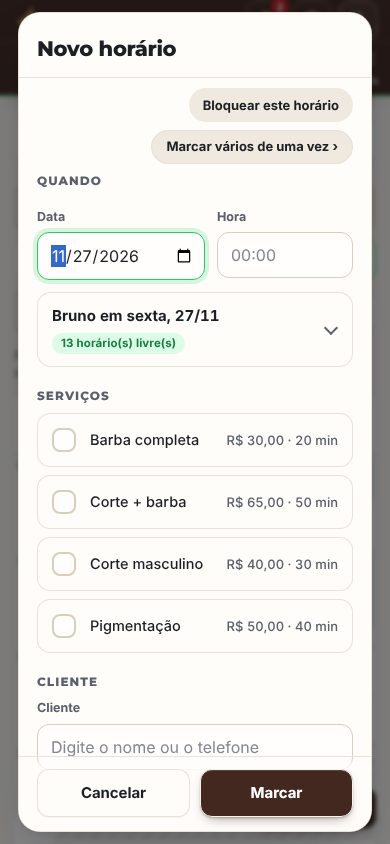 Novo horário
Bloquear este horário
Marcar vários de uma vez ›
QUANDO
Data
Hora
11/27/2026
00:00
Bruno em sexta, 27/11
13 horário(s) livre(s)
SERVIÇOS
Barba completa R$ 30,00 · 20 min
Corte + barba R$ 65,00 · 50 min
Corte masculino R$ 40,00 · 30 min
Pigmentação R$ 50,00 · 40 min
CLIENTE
Cliente
Digite o nome ou o telefone
Cancelar
Marcar